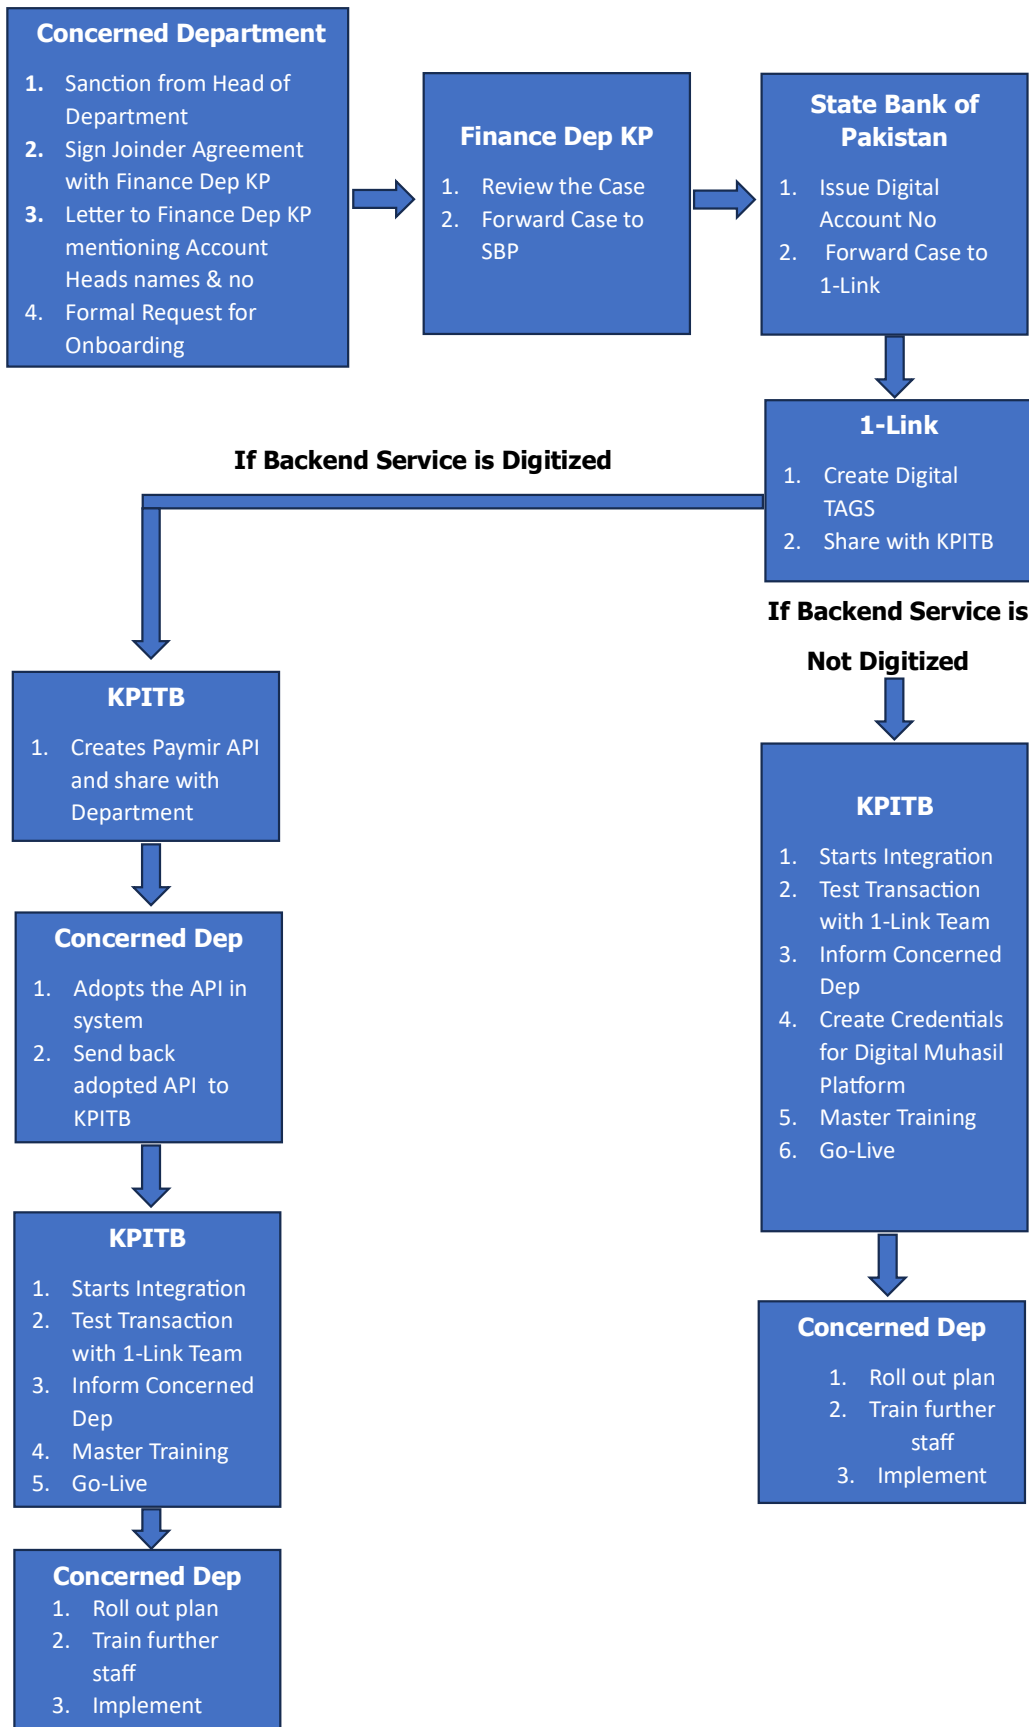 Concerned Department
1. Sanction from Head of
Department
2. Sign Joinder Agreement
with Finance Dep KP
3. Letter to Finance Dep KP
mentioning Account
Heads names & no
4. Formal Request for
Onboarding
Finance Dep KP
1. Review the Case
2. Forward Case to
SBP
State Bank of
Pakistan
1. Issue Digital
Account No
2. Forward Case to
1-Link
1-Link
1. Create Digital
TAGS
2. Share with KPITB
If Backend Service is Digitized
If Backend Service is
Not Digitized
KPITB
1. Creates Paymir API
and share with
Department
Concerned Dep
1. Adopts the API in
system
2. Send back
adopted API to
KPITB
KPITB
1. Starts Integration
2. Test Transaction
with 1-Link Team
3. Inform Concerned
Dep
4. Master Training
5. Go-Live
Concerned Dep
1. Roll out plan
2. Train further
staff
3. Implement
KPITB
1. Starts Integration
2. Test Transaction
with 1-Link Team
3. Inform Concerned
Dep
4. Create Credentials
for Digital Muhasil
Platform
5. Master Training
6. Go-Live
Concerned Dep
1. Roll out plan
2. Train further
staff
3. Implement